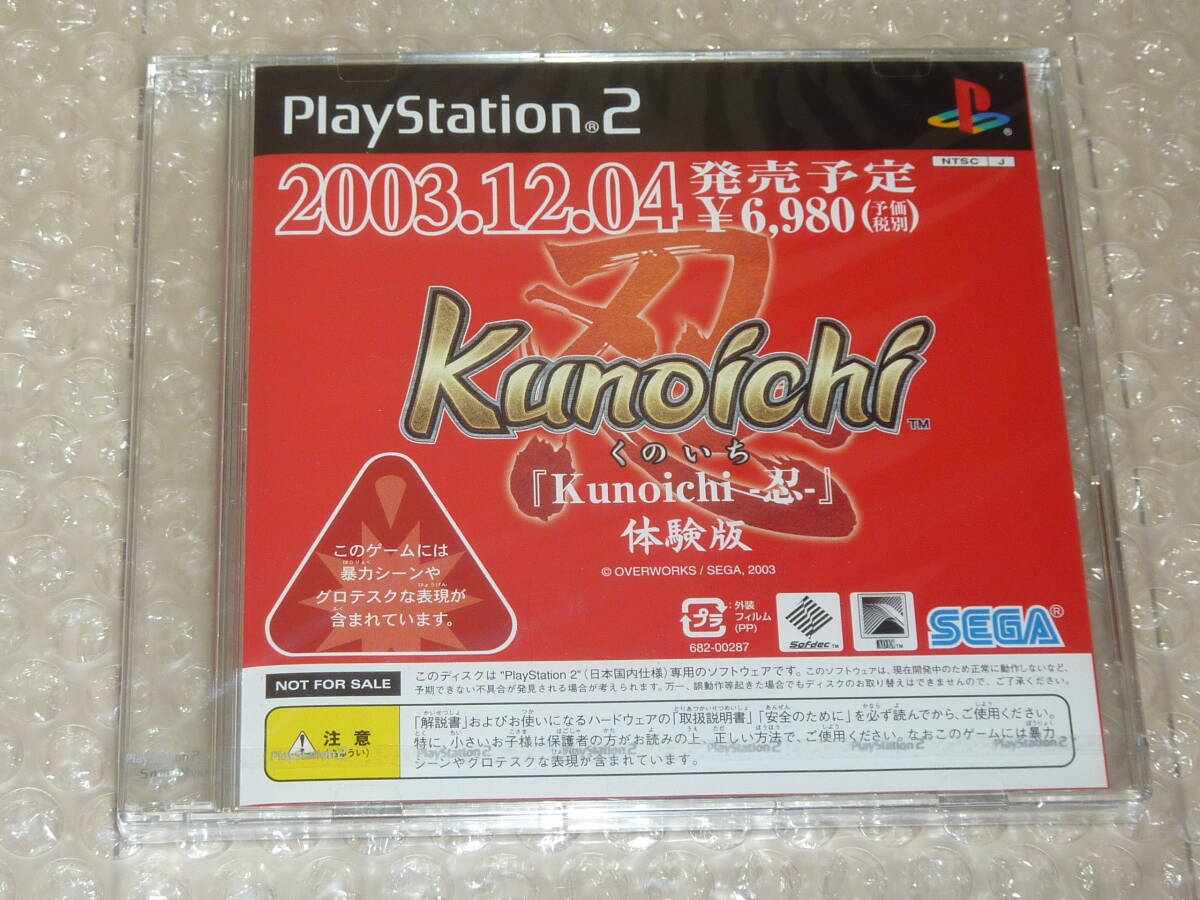 PlayStation®2
NTSC J
2003.12.04 発売予定
¥6,980(予価税別)
忍
Kunoichi™
くのいち
『Kunoichi -忍-』
体験版
© OVERWORKS / SEGA, 2003
このゲームには
暴力シーンや
グロテスクな表現が
含まれています。
プラ
:外装
フィルム
(PP)
682-00287
Sofdec™
ADX™
SEGA®
NOT FOR SALE
このディスクは"PlayStation 2"(日本国内仕様)専用のソフトウェアです。このソフトウェアは、現在開発中のため正常に動作しないなど、
予期できない不具合が発見される場合が考えられます。万一、誤動作等起きた場合でもディスクのお取り替えはできませんので、ご了承ください。
注意
「解説書」およびお使いになるハードウェアの「取扱説明書」「安全のために」を必ず読んでから、ご使用ください。
特に、小さいお子様は保護者の方がお読みの上、正しい方法で、ご使用ください。なおこのゲームには暴力
シーンやグロテスクな表現が含まれています。